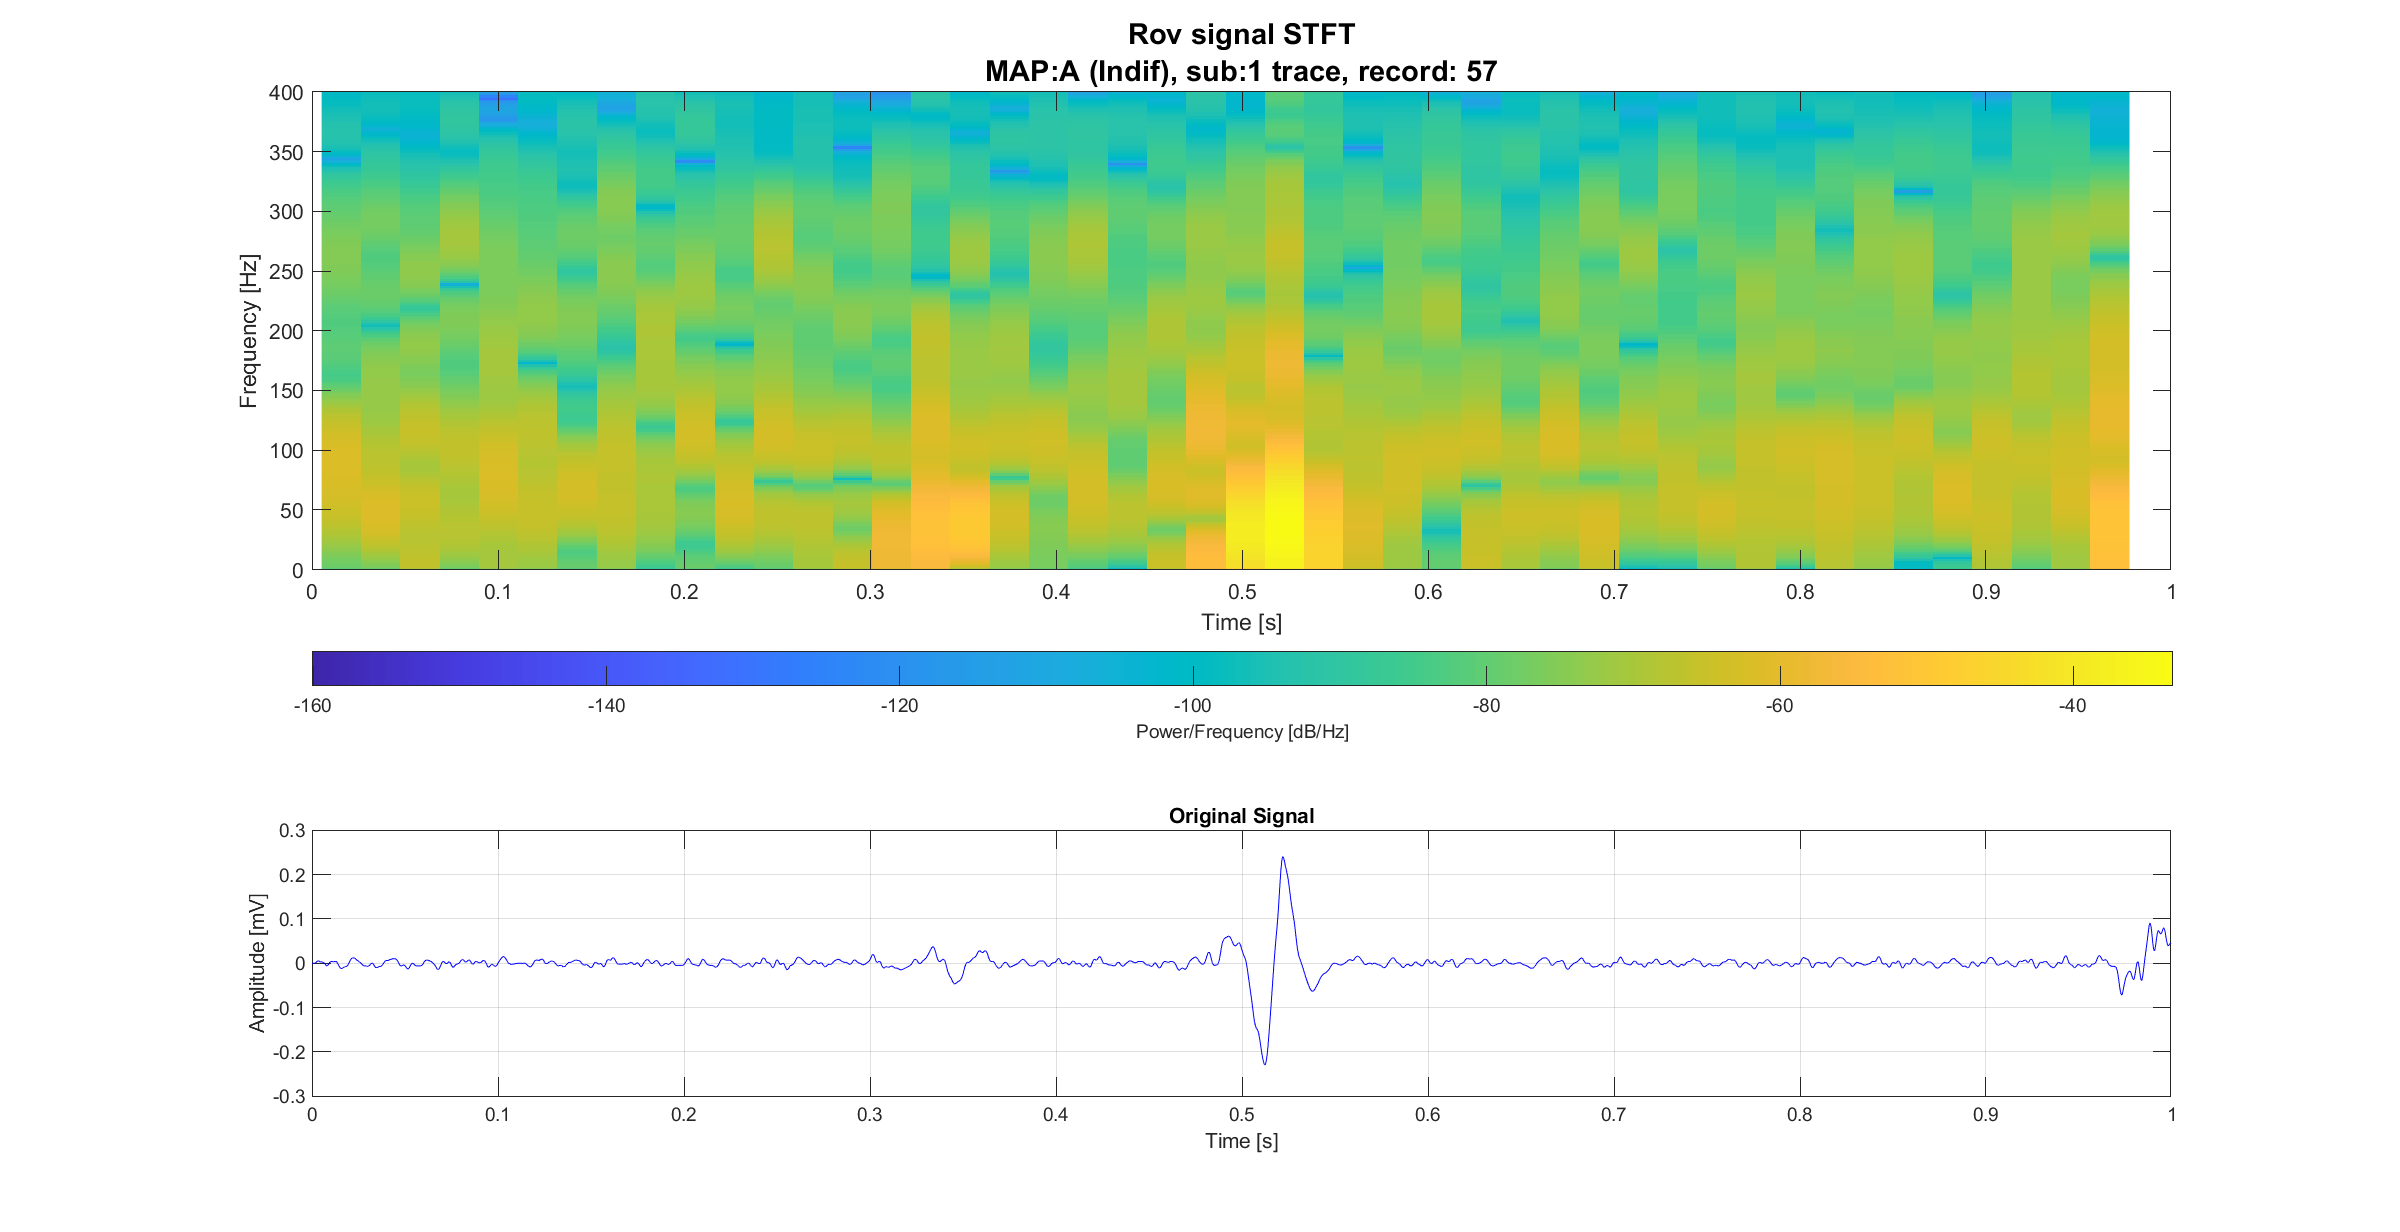 Rov signal STFT
MAP:A (Indif), sub:1 trace, record: 57
400
350
300
250
200
150
100
50
0
Frequency [Hz]
0 0.1 0.2 0.3 0.4 0.5 0.6 0.7 0.8 0.9 1
Time [s]
-160 -140 -120 -100 -80 -60 -40
Power/Frequency [dB/Hz]
Original Signal
0.3
0.2
0.1
0
-0.1
-0.2
-0.3
Amplitude [mV]
0 0.1 0.2 0.3 0.4 0.5 0.6 0.7 0.8 0.9 1
Time [s]